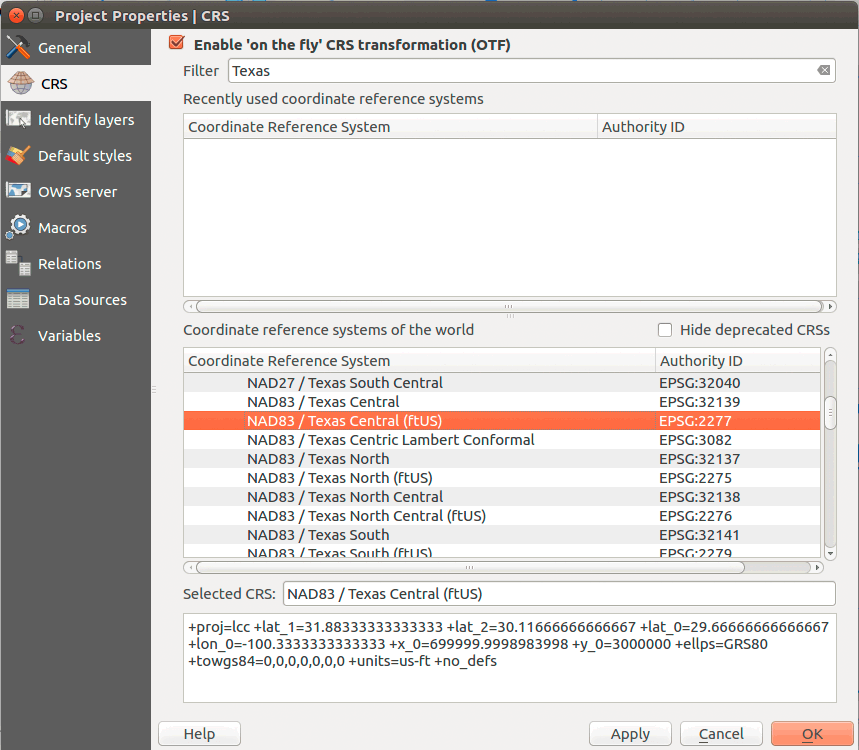 Project Properties | CRS
General
CRS
Identify layers
Default styles
OWS server
Macros
Relations
Data Sources
Variables
Enable 'on the fly' CRS transformation (OTF)
Filter Texas
Recently used coordinate reference systems
Coordinate Reference System Authority ID
Coordinate reference systems of the world Hide deprecated CRSs
Coordinate Reference System Authority ID
NAD27 / Texas South Central EPSG:32040
NAD83 / Texas Central EPSG:32139
NAD83 / Texas Central (ftUS) EPSG:2277
NAD83 / Texas Centric Lambert Conformal EPSG:3082
NAD83 / Texas North EPSG:32137
NAD83 / Texas North (ftUS) EPSG:2275
NAD83 / Texas North Central EPSG:32138
NAD83 / Texas North Central (ftUS) EPSG:2276
NAD83 / Texas South EPSG:32141
NAD83 / Texas South (ftUS) EPSG:2279
Selected CRS: NAD83 / Texas Central (ftUS)
+proj=lcc +lat_1=31.88333333333333 +lat_2=30.11666666666667 +lat_0=29.66666666666667
+lon_0=-100.3333333333333 +x_0=699999.9998983998 +y_0=3000000 +ellps=GRS80
+towgs84=0,0,0,0,0,0,0 +units=us-ft +no_defs
Help Apply Cancel OK